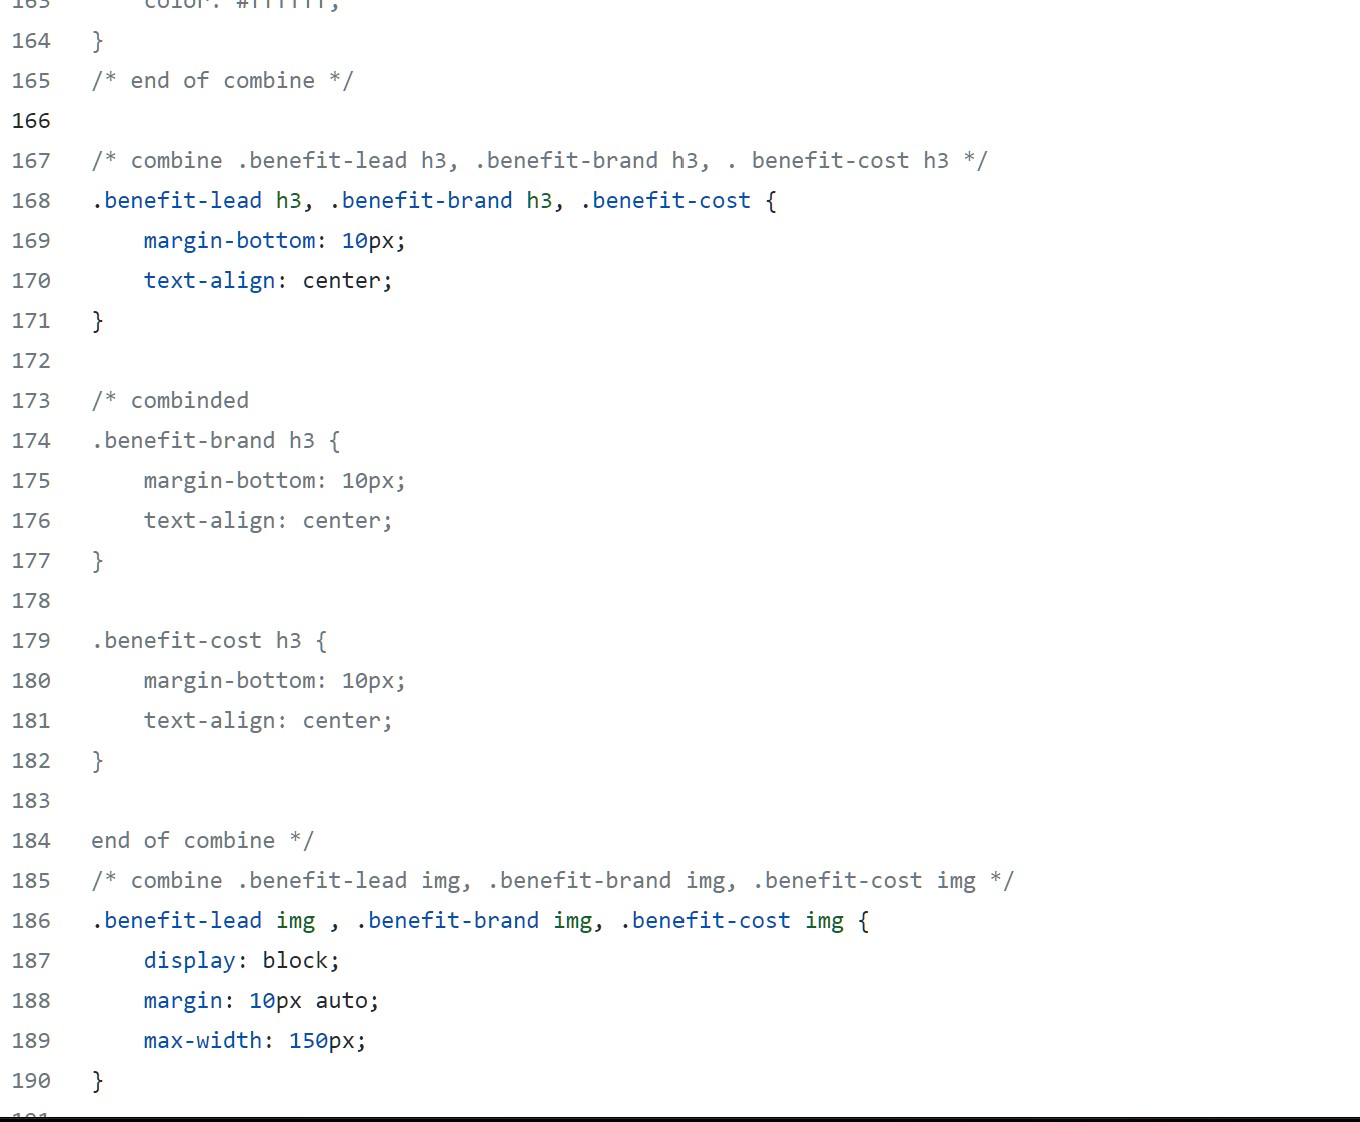 163 color: #ffffff;
164 }
165 /* end of combine */
166
167 /* combine .benefit-lead h3, .benefit-brand h3, . benefit-cost h3 */
168 .benefit-lead h3, .benefit-brand h3, .benefit-cost {
169 margin-bottom: 10px;
170 text-align: center;
171 }
172
173 /* combinded
174 .benefit-brand h3 {
175 margin-bottom: 10px;
176 text-align: center;
177 }
178
179 .benefit-cost h3 {
180 margin-bottom: 10px;
181 text-align: center;
182 }
183
184 end of combine */
185 /* combine .benefit-lead img, .benefit-brand img, .benefit-cost img */
186 .benefit-lead img , .benefit-brand img, .benefit-cost img {
187 display: block;
188 margin: 10px auto;
189 max-width: 150px;
190 }
191